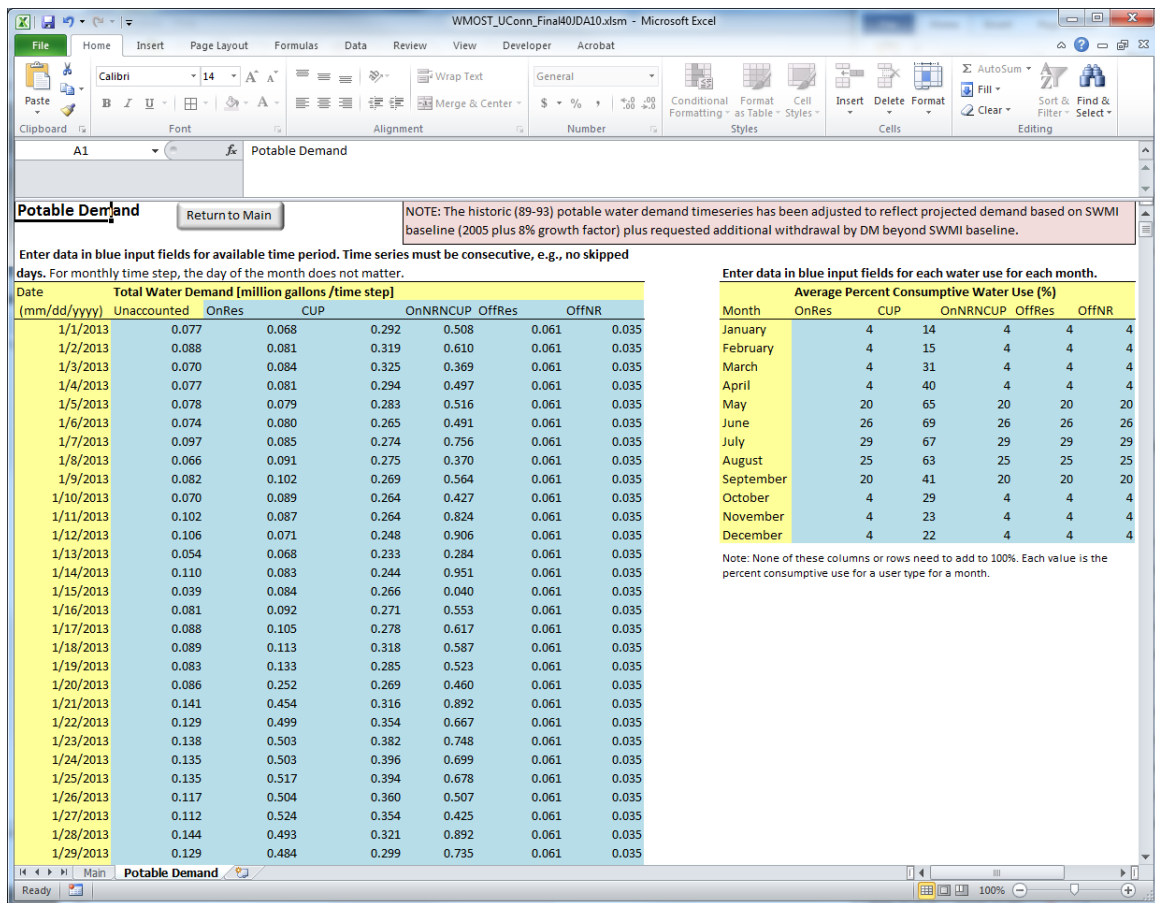 WMOST_UConn_Final40JDA10.xlsm - Microsoft Excel
File Home Insert Page Layout Formulas Data Review View Developer Acrobat
Calibri 14 Wrap Text General AutoSum
Fill
Paste Merge & Center Conditional Format Cell Insert Delete Format Clear Sort & Find &
Formatting as Table Styles Filter Select
Clipboard Font Alignment Number Styles Cells Editing
A1 fx Potable Demand
Potable Demand Return to Main NOTE: The historic (89-93) potable water demand timeseries has been adjusted to reflect projected demand based on SWMI
baseline (2005 plus 8% growth factor) plus requested additional withdrawal by DM beyond SWMI baseline.
Enter data in blue input fields for available time period. Time series must be consecutive, e.g., no skipped
days. For monthly time step, the day of the month does not matter.
Date Total Water Demand [million gallons /time step]
(mm/dd/yyyy) Unaccounted OnRes CUP OnNRNCUP OffRes OffNR
1/1/2013 0.077 0.068 0.292 0.508 0.061 0.035
1/2/2013 0.088 0.081 0.319 0.610 0.061 0.035
1/3/2013 0.070 0.084 0.325 0.369 0.061 0.035
1/4/2013 0.077 0.081 0.294 0.497 0.061 0.035
1/5/2013 0.078 0.079 0.283 0.516 0.061 0.035
1/6/2013 0.074 0.080 0.265 0.491 0.061 0.035
1/7/2013 0.097 0.085 0.274 0.756 0.061 0.035
1/8/2013 0.066 0.091 0.275 0.370 0.061 0.035
1/9/2013 0.082 0.102 0.269 0.564 0.061 0.035
1/10/2013 0.070 0.089 0.264 0.427 0.061 0.035
1/11/2013 0.102 0.087 0.264 0.824 0.061 0.035
1/12/2013 0.106 0.071 0.248 0.906 0.061 0.035
1/13/2013 0.054 0.068 0.233 0.284 0.061 0.035
1/14/2013 0.110 0.083 0.244 0.951 0.061 0.035
1/15/2013 0.039 0.084 0.266 0.040 0.061 0.035
1/16/2013 0.081 0.092 0.271 0.553 0.061 0.035
1/17/2013 0.088 0.105 0.278 0.617 0.061 0.035
1/18/2013 0.089 0.113 0.318 0.587 0.061 0.035
1/19/2013 0.083 0.133 0.285 0.523 0.061 0.035
1/20/2013 0.086 0.252 0.269 0.460 0.061 0.035
1/21/2013 0.141 0.454 0.316 0.892 0.061 0.035
1/22/2013 0.129 0.499 0.354 0.667 0.061 0.035
1/23/2013 0.138 0.503 0.382 0.748 0.061 0.035
1/24/2013 0.135 0.503 0.396 0.699 0.061 0.035
1/25/2013 0.135 0.517 0.394 0.678 0.061 0.035
1/26/2013 0.117 0.504 0.360 0.507 0.061 0.035
1/27/2013 0.112 0.524 0.354 0.425 0.061 0.035
1/28/2013 0.144 0.493 0.321 0.892 0.061 0.035
1/29/2013 0.129 0.484 0.299 0.735 0.061 0.035
Enter data in blue input fields for each water use for each month.
Average Percent Consumptive Water Use (%)
Month OnRes CUP OnNRNCUP OffRes OffNR
January 4 14 4 4 4
February 4 15 4 4 4
March 4 31 4 4 4
April 4 40 4 4 4
May 20 65 20 20 20
June 26 69 26 26 26
July 29 67 29 29 29
August 25 63 25 25 25
September 20 41 20 20 20
October 4 29 4 4 4
November 4 23 4 4 4
December 4 22 4 4 4
Note: None of these columns or rows need to add to 100%. Each value is the
percent consumptive use for a user type for a month.
Main Potable Demand
Ready 100%